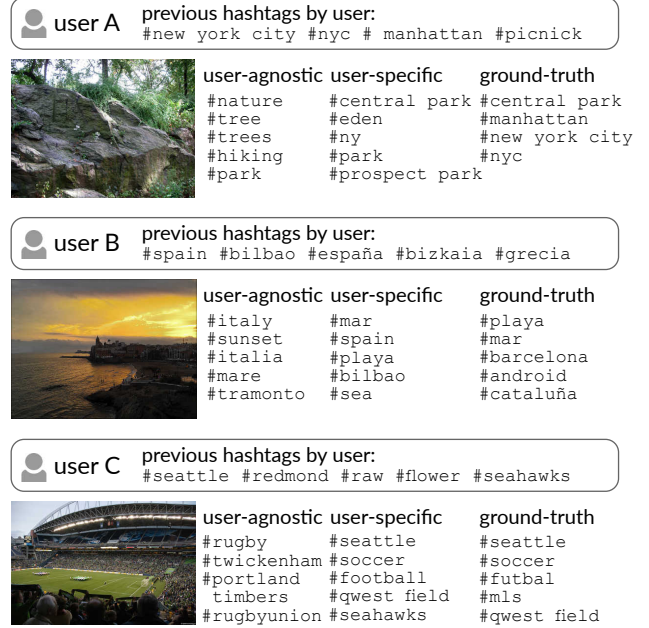 user A
previous hashtags by user:
#new york city #nyc # manhattan #picnick
user-agnostic user-specific ground-truth
#nature #central park #central park
#tree #eden #manhattan
#trees #ny #new york city
#hiking #park #nyc
#park #prospect park
user B
previous hashtags by user:
#spain #bilbao #españa #bizkaia #grecia
user-agnostic user-specific ground-truth
#italy #mar #playa
#sunset #spain #mar
#italia #playa #barcelona
#mare #bilbao #android
#tramonto #sea #cataluña
user C
previous hashtags by user:
#seattle #redmond #raw #flower #seahawks
user-agnostic user-specific ground-truth
#rugby #seattle #seattle
#twickenham #soccer #soccer
#portland #football #futbal
timbers #qwest field #mls
#rugbyunion #seahawks #qwest field